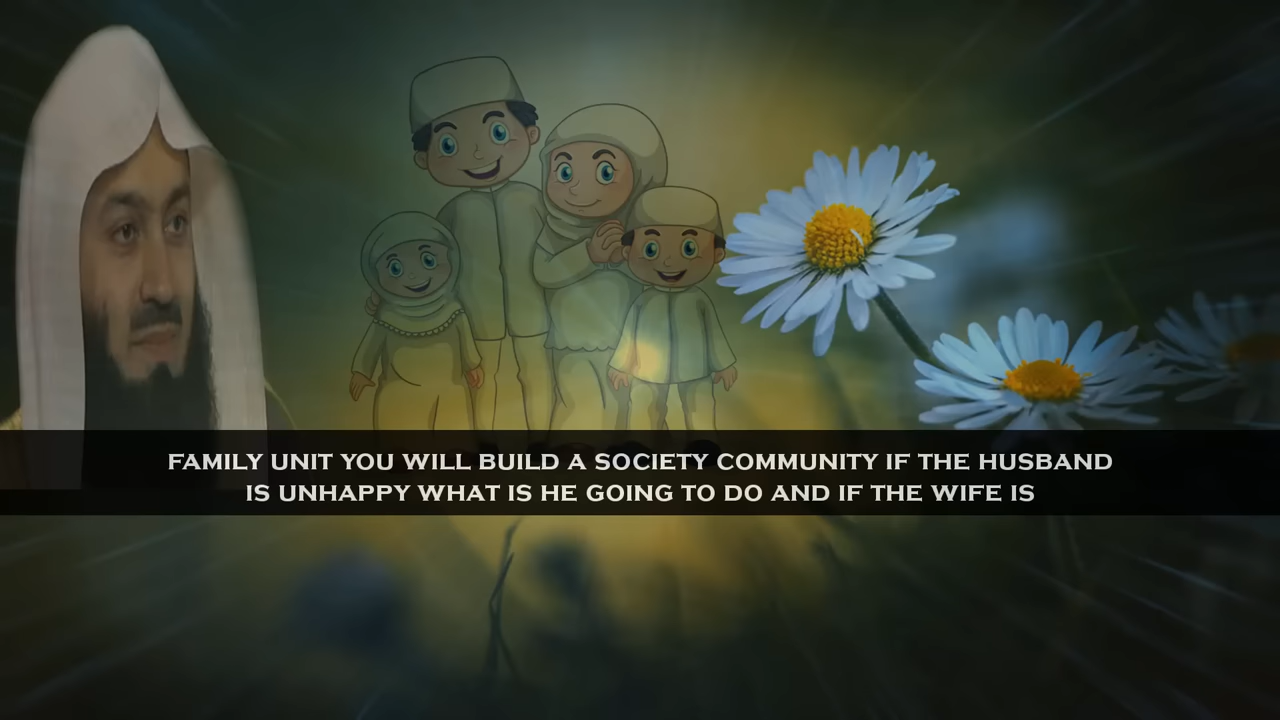 FAMILY UNIT YOU WILL BUILD A SOCIETY COMMUNITY IF THE HUSBAND
IS UNHAPPY WHAT IS HE GOING TO DO AND IF THE WIFE IS